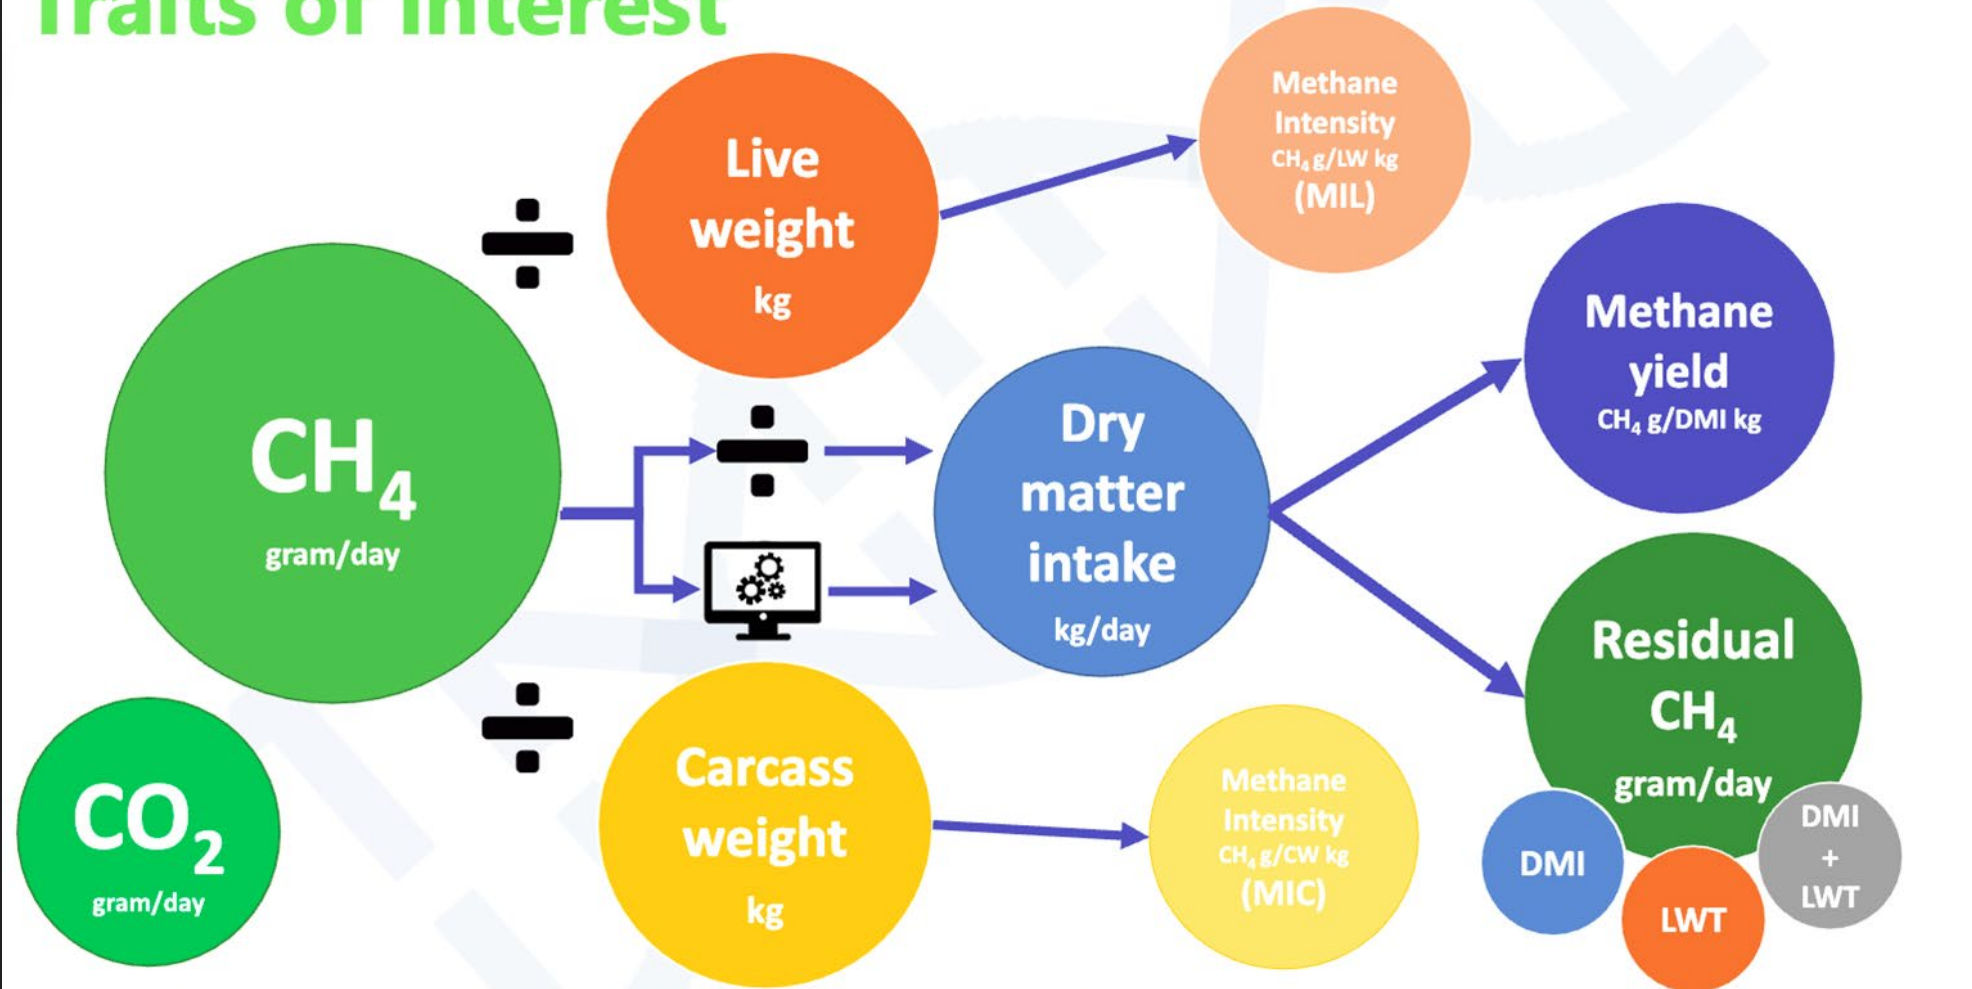 Traits of interest
Live
weight
kg
Methane
Intensity
CH₄ g/LW kg
(MIL)
CH₄
gram/day
Dry
matter
intake
kg/day
Methane
yield
CH₄ g/DMI kg
Residual
CH₄
gram/day
DMI
LWT
DMI
+
LWT
CO₂
gram/day
Carcass
weight
kg
Methane
Intensity
CH₄ g/CW kg
(MIC)